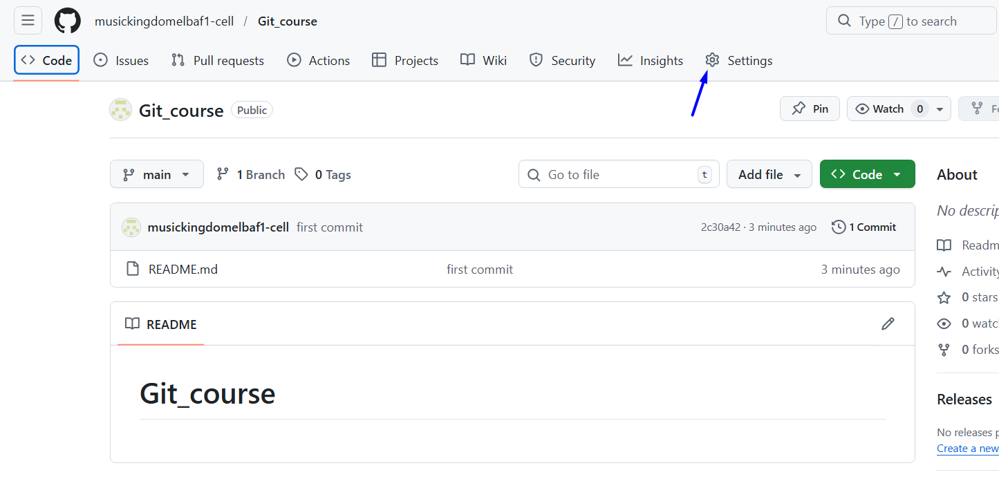 musickingdomelbaf1-cell / Git_course
Type / to search
Code Issues Pull requests Actions Projects Wiki Security Insights Settings
Git_course Public
Pin Watch 0
main 1 Branch 0 Tags
Go to file t Add file Code
About
musickingdomelbaf1-cell first commit 2c30a42 · 3 minutes ago 1 Commit
No descrip
README.md first commit 3 minutes ago
Readm
Activity
0 stars
0 watc
0 forks
README
Git_course
Releases
No releases p
Create a new